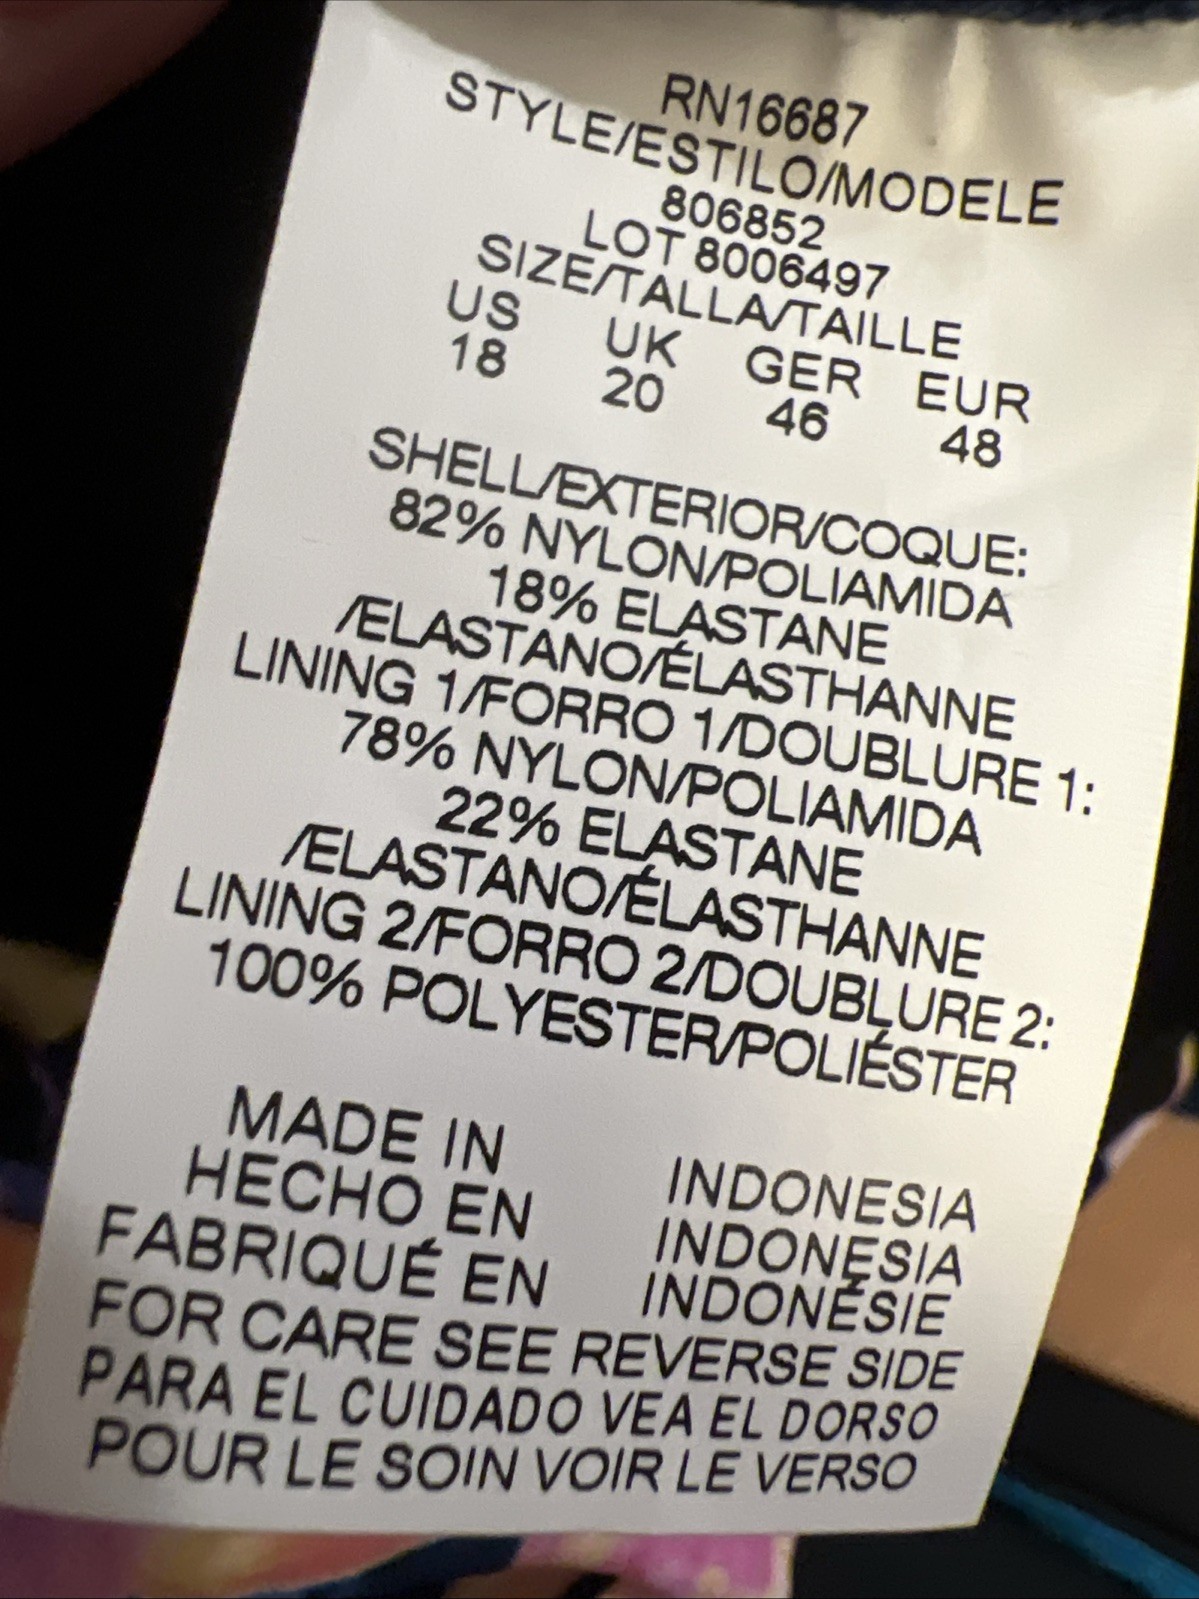 RN16687
STYLE/ESTILO/MODELE
806852
LOT 8006497
SIZE/TALLA/TAILLE
US UK GER EUR
18 20 46 48
SHELL/EXTERIOR/COQUE:
82% NYLON/POLIAMIDA
18% ELASTANE
/ELASTANO/ÉLASTHANNE
LINING 1/FORRO 1/DOUBLURE 1:
78% NYLON/POLIAMIDA
22% ELASTANE
/ELASTANO/ÉLASTHANNE
LINING 2/FORRO 2/DOUBLURE 2:
100% POLYESTER/POLIÉSTER
MADE IN INDONESIA
HECHO EN INDONESIA
FABRIQUÉ EN INDONÉSIE
FOR CARE SEE REVERSE SIDE
PARA EL CUIDADO VEA EL DORSO
POUR LE SOIN VOIR LE VERSO